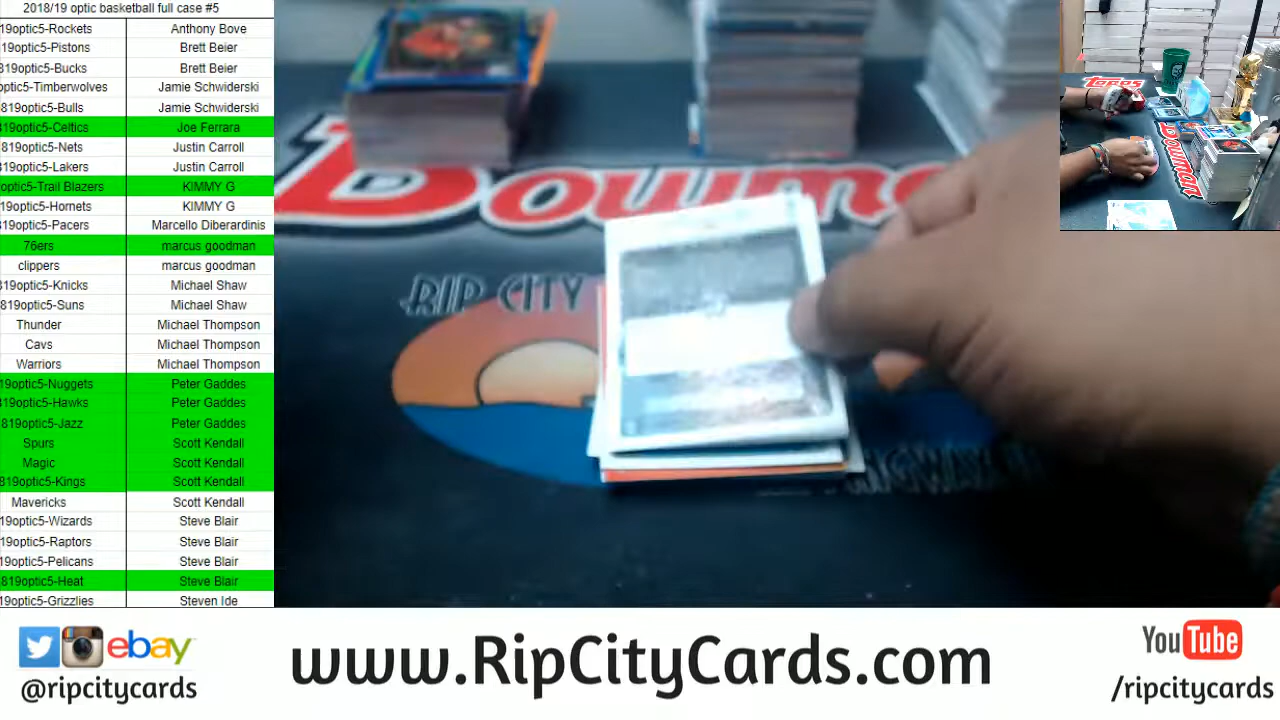 2018/19 optic basketball full case #5
19optic5-Rockets Anthony Bove
19optic5-Pistons Brett Beier
819optic5-Bucks Brett Beier
optic5-Timberwolves Jamie Schwiderski
819optic5-Bulls Jamie Schwiderski
819optic5-Celtics Joe Ferrara
819optic5-Nets Justin Carroll
19optic5-Lakers Justin Carroll
optic5-Trail Blazers KIMMY G
19optic5-Hornets KIMMY G
19optic5-Pacers Marcello Diberardinis
76ers marcus goodman
clippers marcus goodman
819optic5-Knicks Michael Shaw
819optic5-Suns Michael Shaw
Thunder Michael Thompson
Cavs Michael Thompson
Warriors Michael Thompson
19optic5-Nuggets Peter Gaddes
19optic5-Hawks Peter Gaddes
819optic5-Jazz Peter Gaddes
Spurs Scott Kendall
Magic Scott Kendall
819optic5-Kings Scott Kendall
Mavericks Scott Kendall
19optic5-Wizards Steve Blair
19optic5-Raptors Steve Blair
19optic5-Pelicans Steve Blair
819optic5-Heat Steve Blair
19optic5-Grizzlies Steven Ide
Bowma
RIP CITY
topps
Bowman
ebay
@ripcitycards
www.RipCityCards.com
YouTube
/ripcitycards